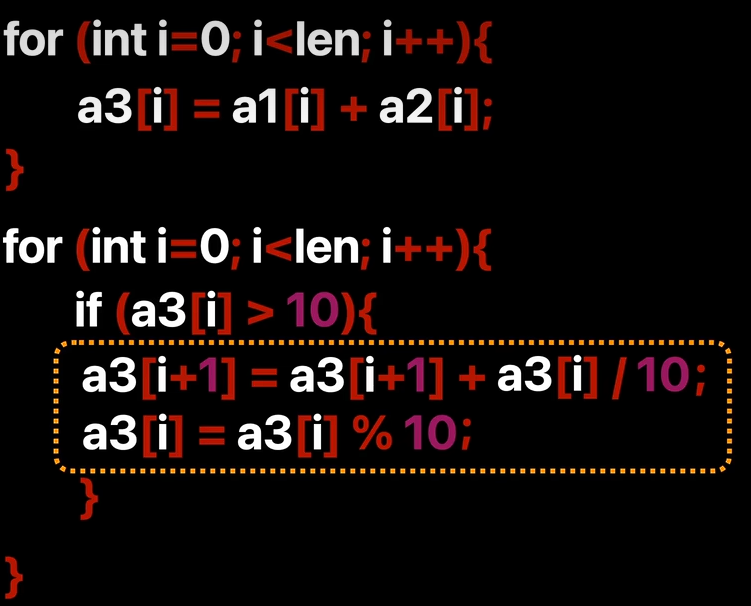 for (int i=0; i<len; i++){
a3[i] = a1[i] + a2[i];
}
for (int i=0; i<len; i++){
if (a3[i] > 10){
a3[i+1] = a3[i+1] + a3[i] / 10;
a3[i] = a3[i] % 10;
}
}